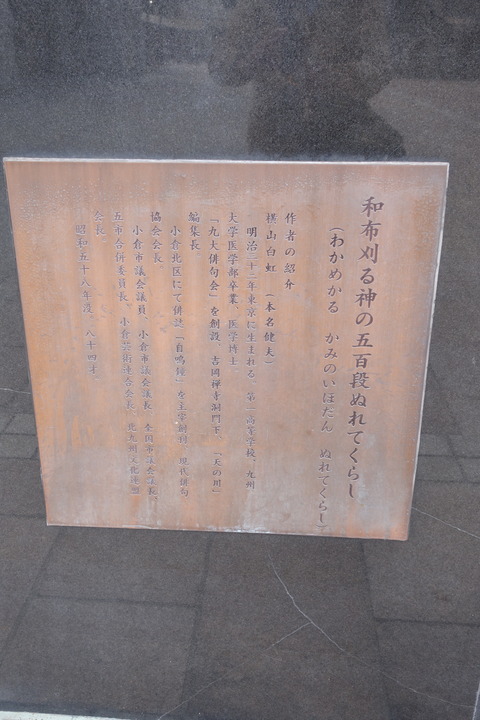 和布刈る神の五百段ぬれてくらし
(わかめかる かみのいほだん ぬれてくらし)
作者の紹介
横山白虹 (本名健夫)
明治三十二年東京に生まれる、第一高等学校、九州
大学医学部卒業、医学博士。
「九大俳句会」を創設、吉岡禅寺洞門下、「天の川」
編集長。
小倉北区にて俳誌「自鳴鐘」を主宰創刊、現代俳句
協会会長。
小倉市議会議員、小倉市議会議長、全国市議会議長、
五市合併委員長、小倉芸術連合会長、北九州文化連盟
会長。
昭和五十八年没、八十四才